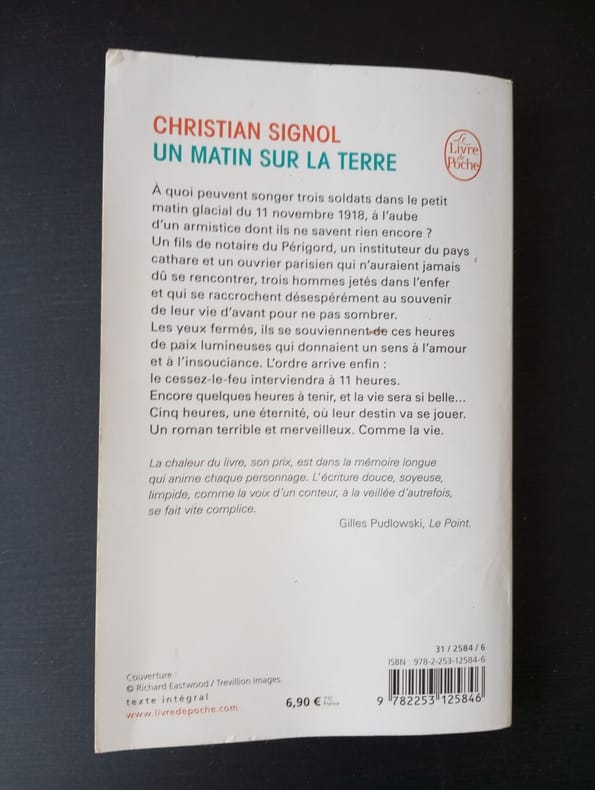 CHRISTIAN SIGNOL
UN MATIN SUR LA TERRE
Le
Livre
de
Poche
À quoi peuvent songer trois soldats dans le petit
matin glacial du 11 novembre 1918, à l'aube
d'un armistice dont ils ne savent rien encore ?
Un fils de notaire du Périgord, un instituteur du pays
cathare et un ouvrier parisien qui n'auraient jamais
dû se rencontrer, trois hommes jetés dans l'enfer
et qui se raccrochent désespérément au souvenir
de leur vie d'avant pour ne pas sombrer.
Les yeux fermés, ils se souviennent de ces heures
de paix lumineuses qui donnaient un sens à l'amour
et à l'insouciance. L'ordre arrive enfin :
le cessez-le-feu interviendra à 11 heures.
Encore quelques heures à tenir, et la vie sera si belle...
Cinq heures, une éternité, où leur destin va se jouer.
Un roman terrible et merveilleux. Comme la vie.
La chaleur du livre, son prix, est dans la mémoire longue
qui anime chaque personnage. L'écriture douce, soyeuse,
limpide, comme la voix d'un conteur, à la veillée d'autrefois,
se fait vite complice.
Gilles Pudlowski, Le Point.
31 / 2584 / 6
ISBN : 978-2-253-12584-6
Couverture :
© Richard Eastwood / Trevillion Images.
texte intégral
www.livredepoche.com
6,90 € TTC
France
9 782253 125846